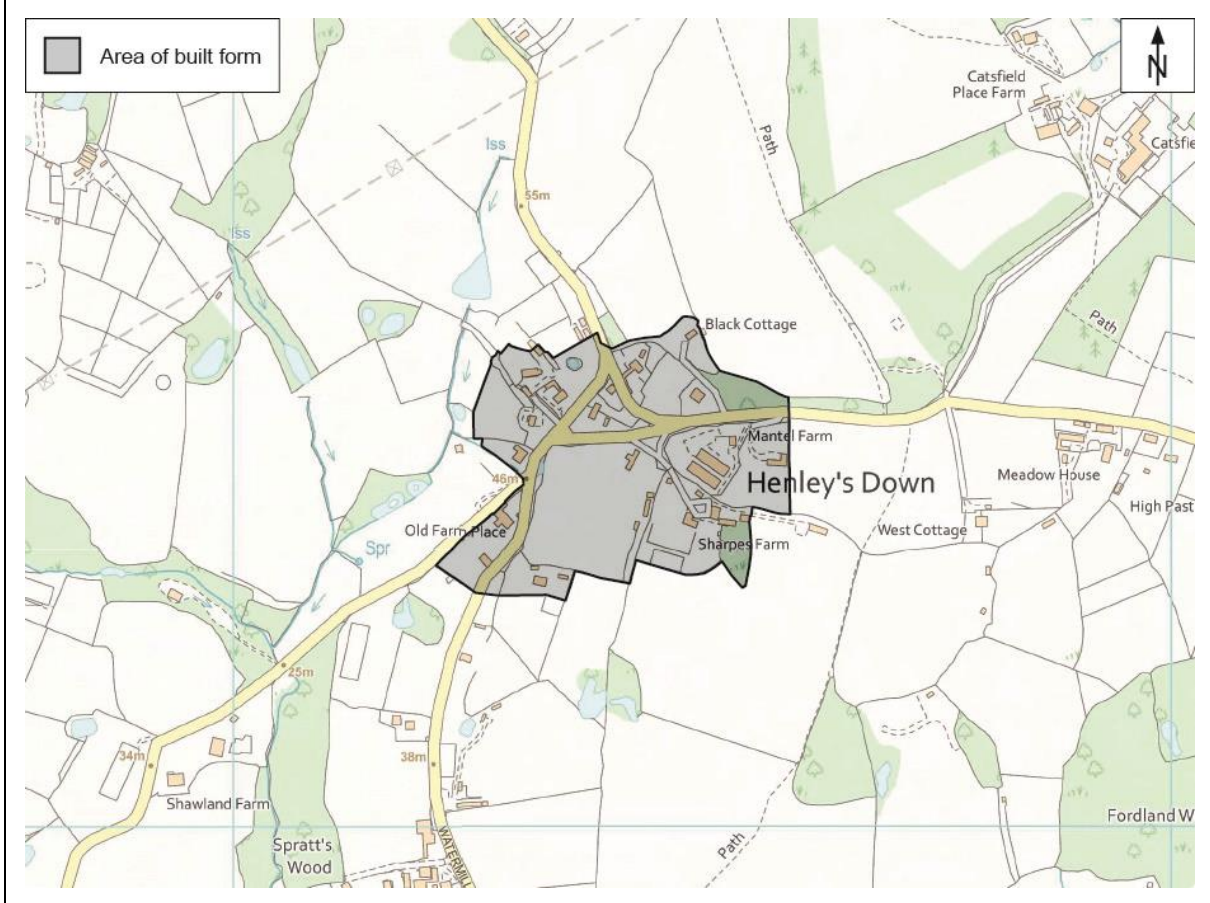 Area of built form
N
Catsfield
Place Farm
Catsfie
Path
Iss
55m
Iss
Path
Black Cottage
Mantel Farm
Henley's Down
Meadow House
High Past
46m
Old Farm Place
Spr
Sharpes Farm
West Cottage
25m
34m
38m
Shawland Farm
Spratt's
Wood
WATERMILL
Path
Fordland W